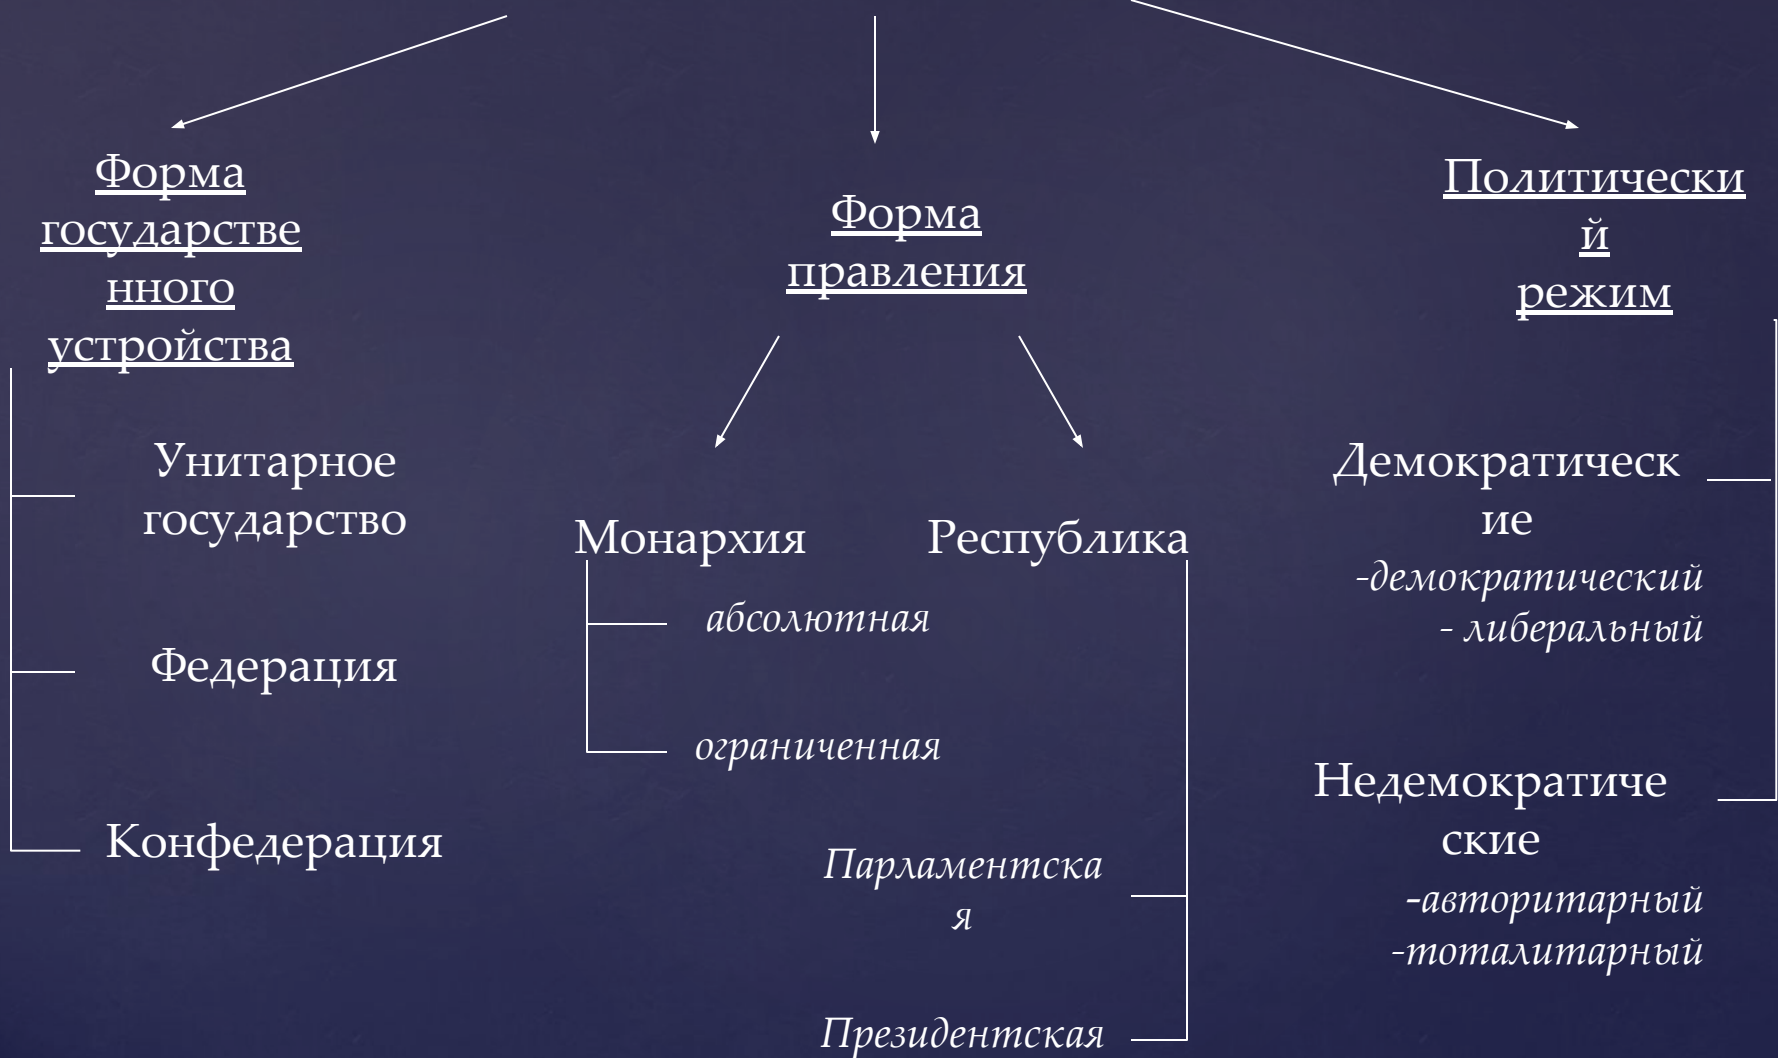 Форма
государстве
нного
устройства
Унитарное
государство
Федерация
Конфедерация
Форма
правления
Монархия
абсолютная
ограниченная
Республика
Парламентска
я
Президентская
Политически
й
режим
Демократическ
ие
-демократический
- либеральный
Недемократиче
ские
-авторитарный
-тоталитарный